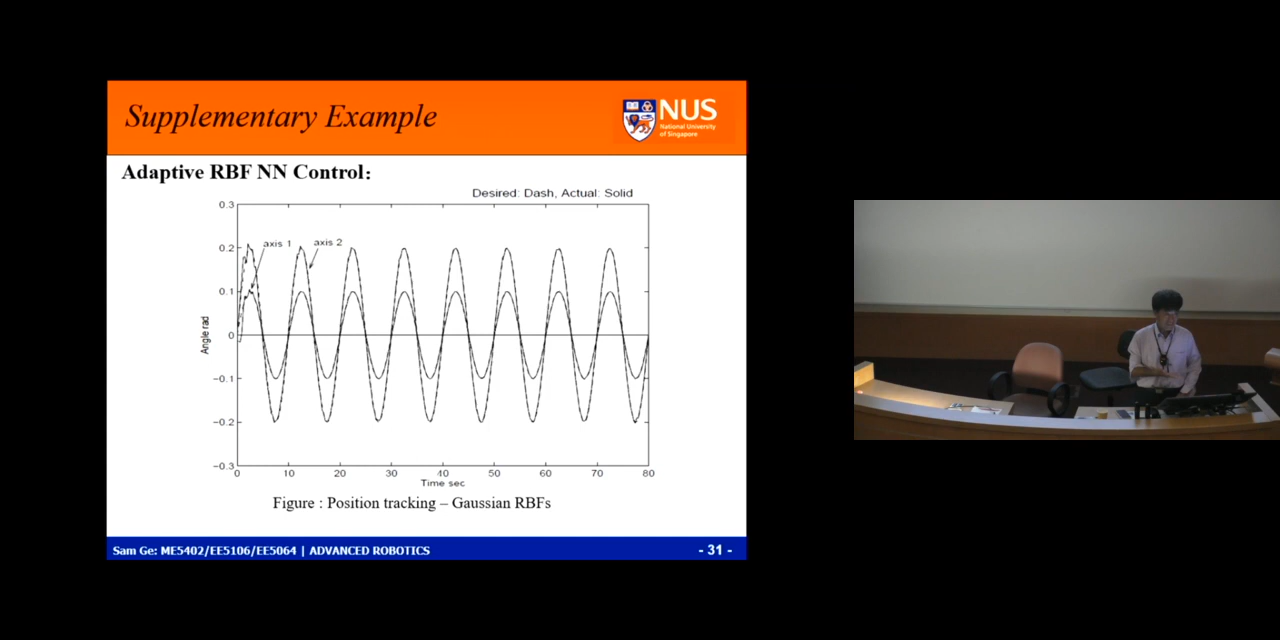 Supplementary Example
NUS
National University
of Singapore
Adaptive RBF NN Control:
Desired: Dash, Actual: Solid
0.3
0.2
0.1
0
−0.1
−0.2
−0.3
axis 1
axis 2
Angle rad
0 10 20 30 40 50 60 70 80
Time sec
Figure : Position tracking – Gaussian RBFs
Sam Ge: ME5402/EE5106/EE5064 | ADVANCED ROBOTICS
- 31 -